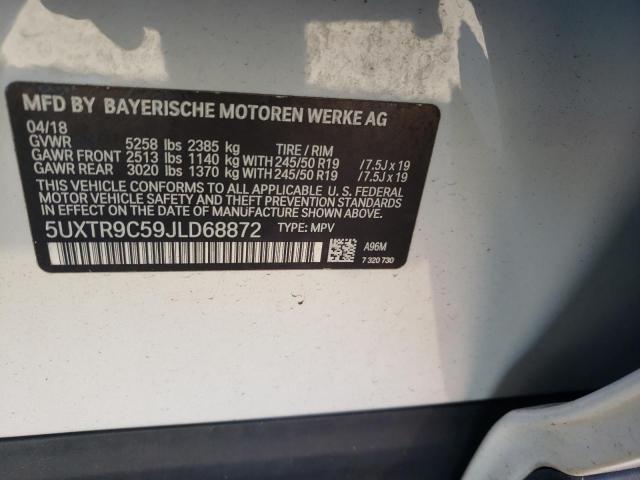 MFD BY BAYERISCHE MOTOREN WERKE AG
04/18
GVWR 5258 lbs 2385 kg TIRE / RIM
GAWR FRONT 2513 lbs 1140 kg WITH 245/50 R19 / 7.5J x 19
GAWR REAR 3020 lbs 1370 kg WITH 245/50 R19 / 7.5J x 19
THIS VEHICLE CONFORMS TO ALL APPLICABLE U. S. FEDERAL
MOTOR VEHICLE SAFETY, BUMPER, AND THEFT PREVENTION
STANDARDS IN EFFECT ON THE DATE OF MANUFACTURE SHOWN ABOVE.
5UXTR9C59JLD68872 TYPE: MPV
A96M
7 320 730